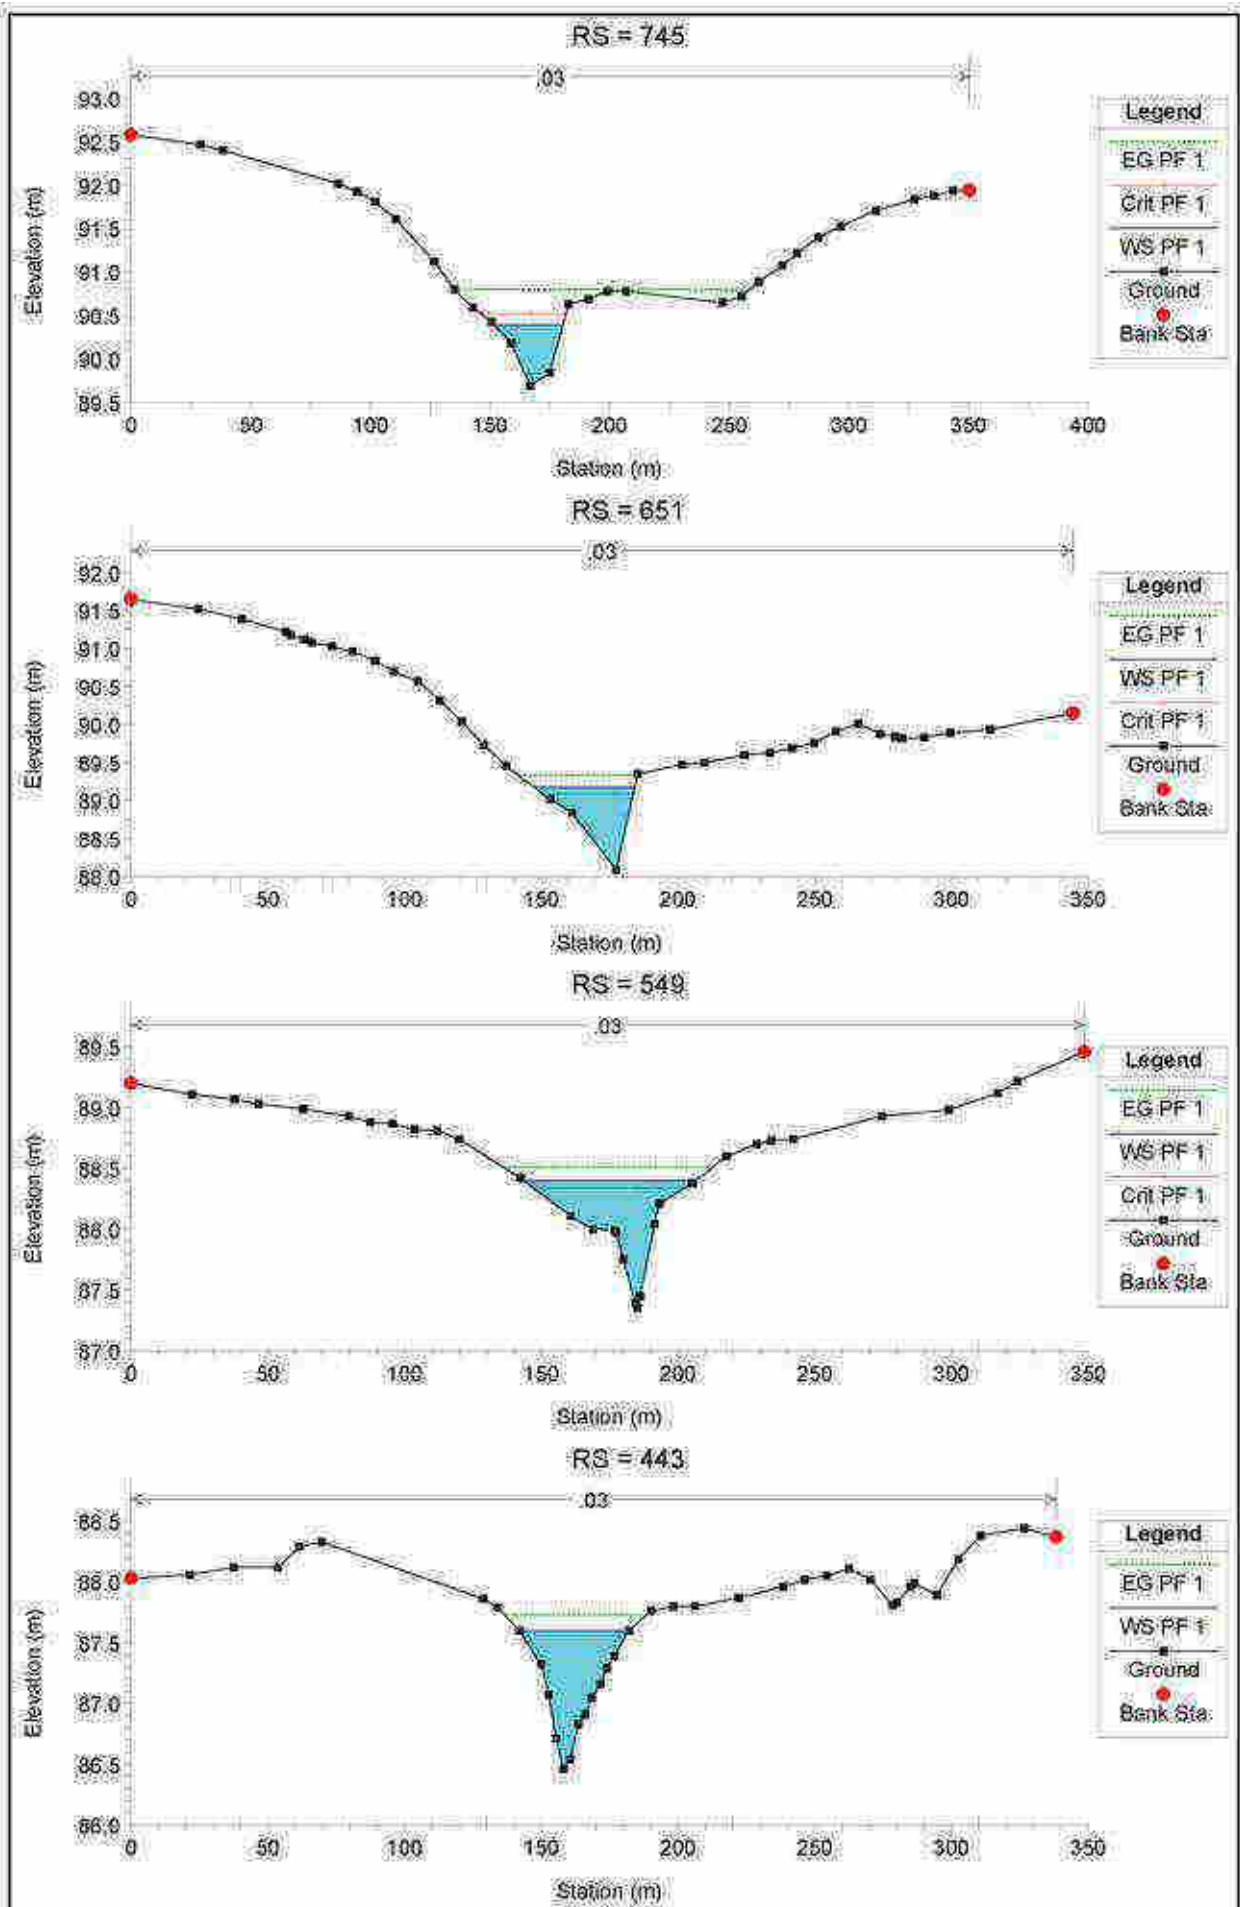 RS = 745
.03
Elevation (m)
93.0
92.5
92.0
91.5
91.0
90.5
90.0
89.5
0 50 100 150 200 250 300 350 400
Station (m)
Legend
EG PF 1
Crit PF 1
WS PF 1
Ground
Bank Sta
RS = 651
.03
Elevation (m)
92.0
91.5
91.0
90.5
90.0
89.5
89.0
88.5
88.0
0 50 100 150 200 250 300 350
Station (m)
Legend
EG PF 1
WS PF 1
Crit PF 1
Ground
Bank Sta
RS = 549
.03
Elevation (m)
89.5
89.0
88.5
88.0
87.5
87.0
0 50 100 150 200 250 300 350
Station (m)
Legend
EG PF 1
WS PF 1
Crit PF 1
Ground
Bank Sta
RS = 443
.03
Elevation (m)
88.5
88.0
87.5
87.0
86.5
86.0
0 50 100 150 200 250 300 350
Station (m)
Legend
EG PF 1
WS PF 1
Ground
Bank Sta